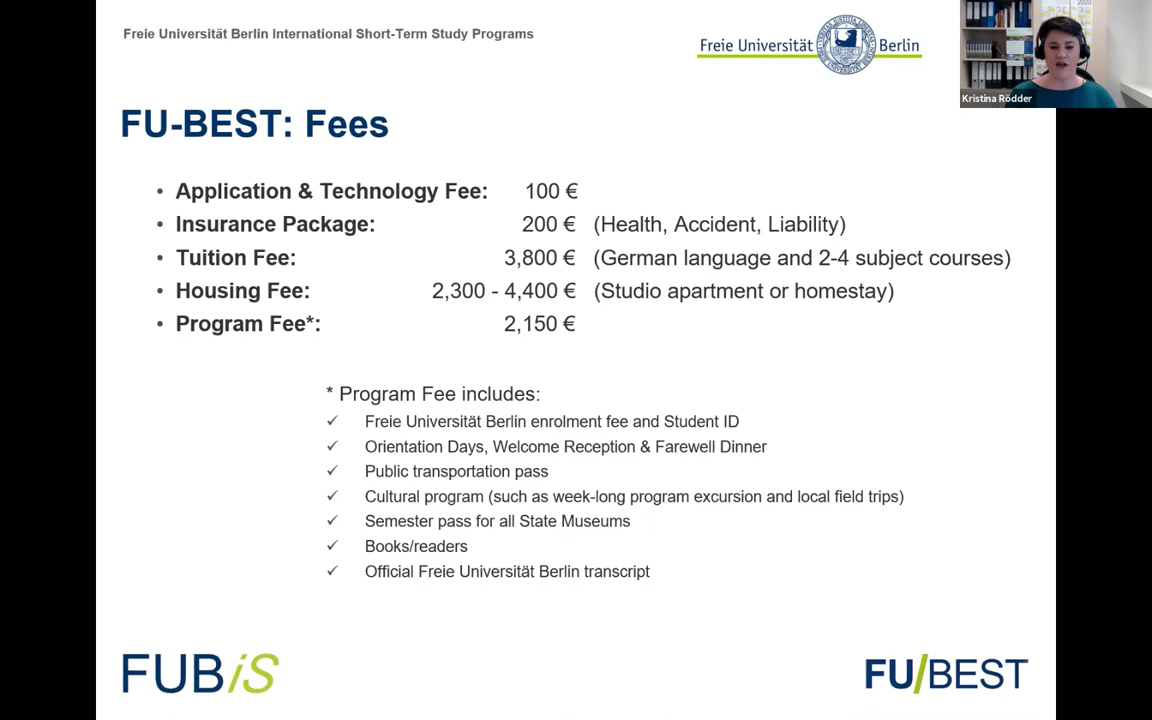 Freie Universität Berlin International Short-Term Study Programs
Freie Universität Berlin
Kristina Rödder
FU-BEST: Fees
• Application & Technology Fee: 100 €
• Insurance Package: 200 € (Health, Accident, Liability)
• Tuition Fee: 3,800 € (German language and 2-4 subject courses)
• Housing Fee: 2,300 - 4,400 € (Studio apartment or homestay)
• Program Fee*: 2,150 €
* Program Fee includes:
✓ Freie Universität Berlin enrolment fee and Student ID
✓ Orientation Days, Welcome Reception & Farewell Dinner
✓ Public transportation pass
✓ Cultural program (such as week-long program excursion and local field trips)
✓ Semester pass for all State Museums
✓ Books/readers
✓ Official Freie Universität Berlin transcript
FUBiS
FU/BEST